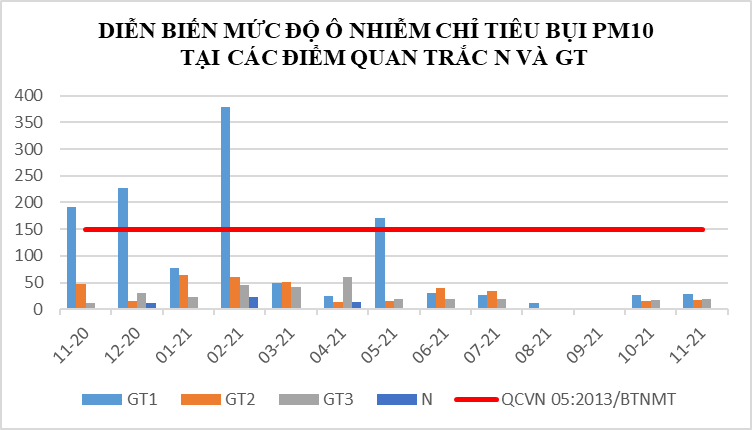 DIỄN BIẾN MỨC ĐỘ Ô NHIỄM CHỈ TIÊU BỤI PM10
TẠI CÁC ĐIỂM QUAN TRẮC N VÀ GT
400
350
300
250
200
150
100
50
0
11-20 12-20 01-21 02-21 03-21 04-21 05-21 06-21 07-21 08-21 09-21 10-21 11-21
GT1 GT2 GT3 N QCVN 05:2013/BTNMT